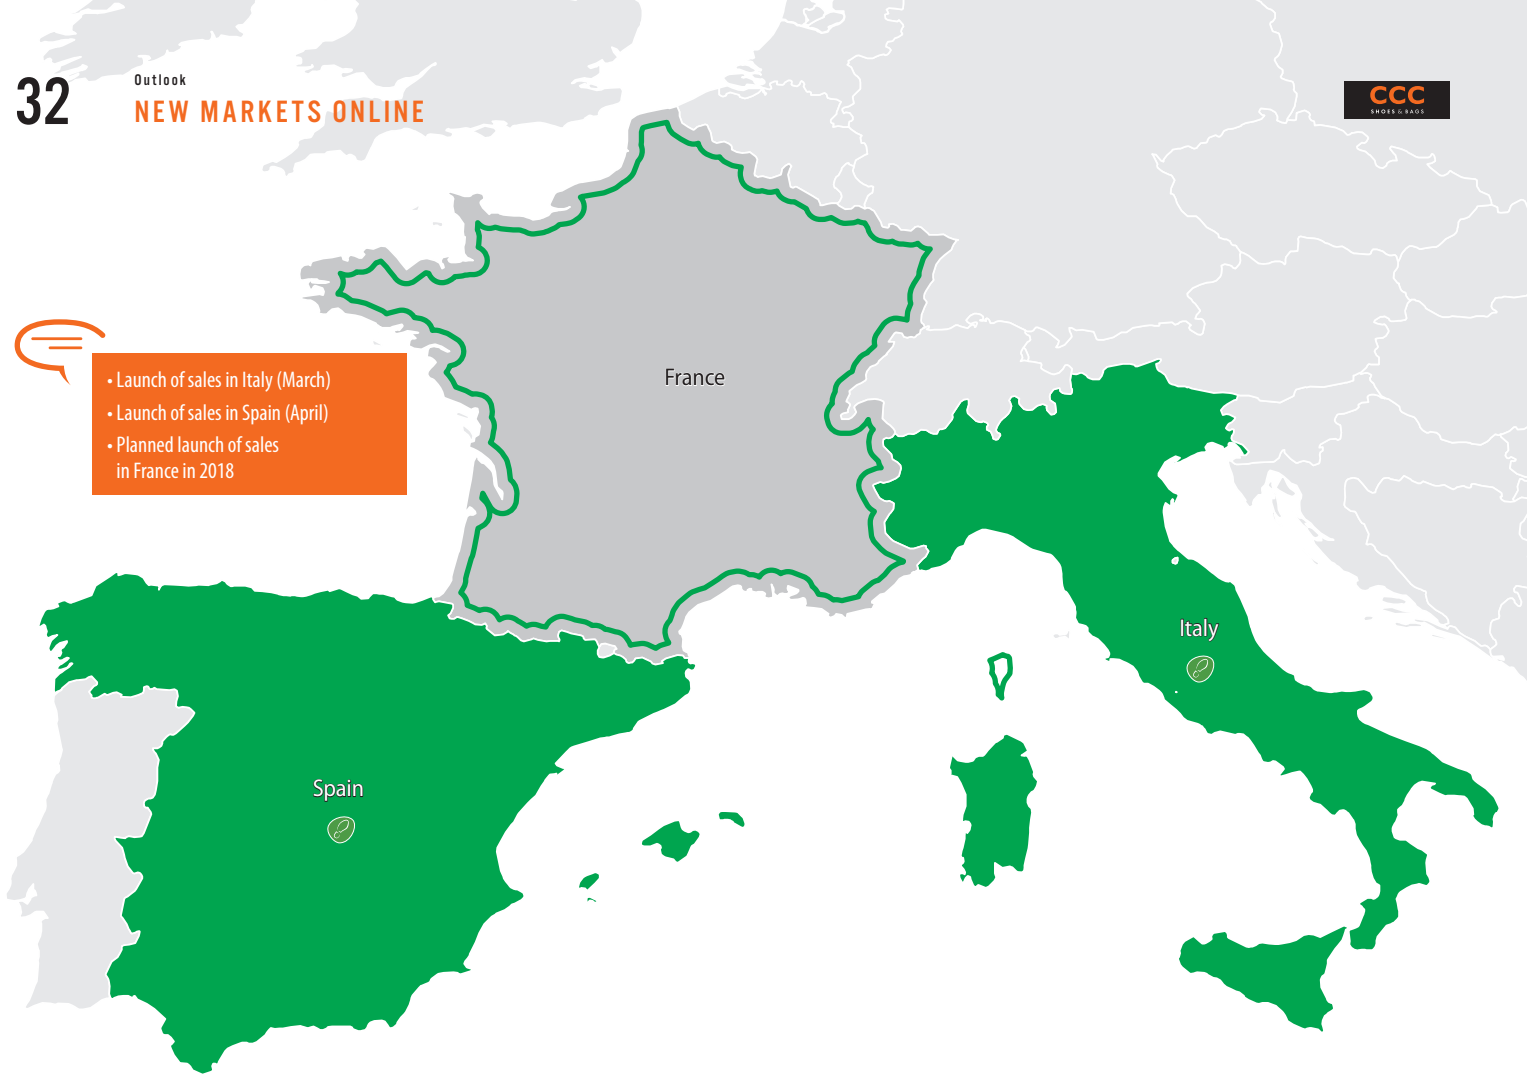 32
Outlook
NEW MARKETS ONLINE
CCC
SHOES & BAGS
France
• Launch of sales in Italy (March)
• Launch of sales in Spain (April)
• Planned launch of sales
in France in 2018
Italy
Spain